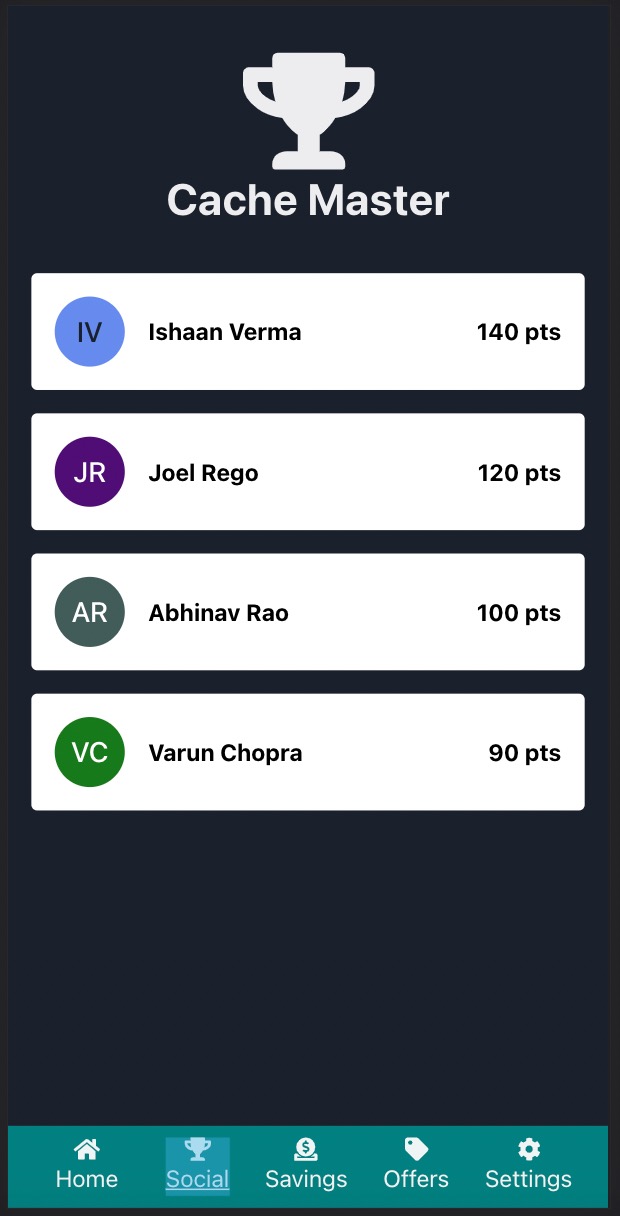 Cache Master
IV Ishaan Verma 140 pts
JR Joel Rego 120 pts
AR Abhinav Rao 100 pts
VC Varun Chopra 90 pts
$
Home Social Savings Offers Settings